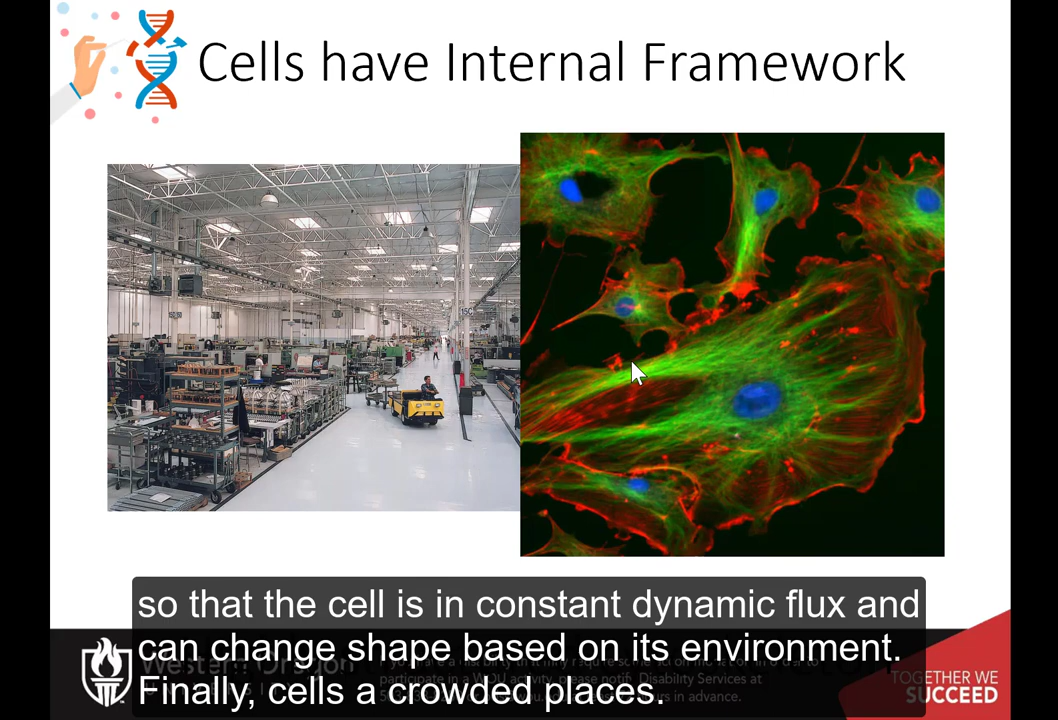 Cells have Internal Framework
so that the cell is in constant dynamic flux and
can change shape based on its environment.
Finally, cells a crowded places.
TOGETHER WE
SUCCEED